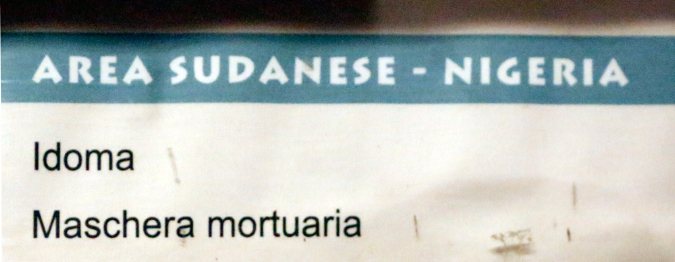 AREA SUDANESE - NIGERIA
Idoma
Maschera mortuaria